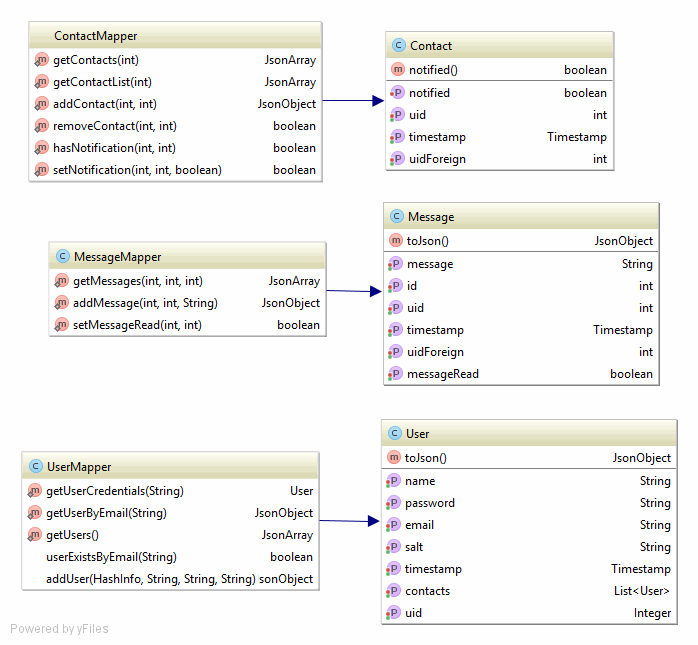 ContactMapper
m getContacts(int) JsonArray
m getContactList(int) JsonArray
m addContact(int, int) JsonObject
m removeContact(int, int) boolean
m hasNotification(int, int) boolean
m setNotification(int, int, boolean) boolean
C Contact
m notified() boolean
P notified boolean
P uid int
P timestamp Timestamp
P uidForeign int
C MessageMapper
m getMessages(int, int, int) JsonArray
m addMessage(int, int, String) JsonObject
m setMessageRead(int, int) boolean
C Message
m toJson() JsonObject
P message String
P id int
P uid int
P timestamp Timestamp
P uidForeign int
P messageRead boolean
C UserMapper
m getUserCredentials(String) User
m getUserByEmail(String) JsonObject
m getUsers() JsonArray
userExistsByEmail(String) boolean
addUser(HashInfo, String, String, String) sonObject
C User
m toJson() JsonObject
P name String
P password String
P email String
P salt String
P timestamp Timestamp
P contacts List<User>
P uid Integer
Powered by yFiles